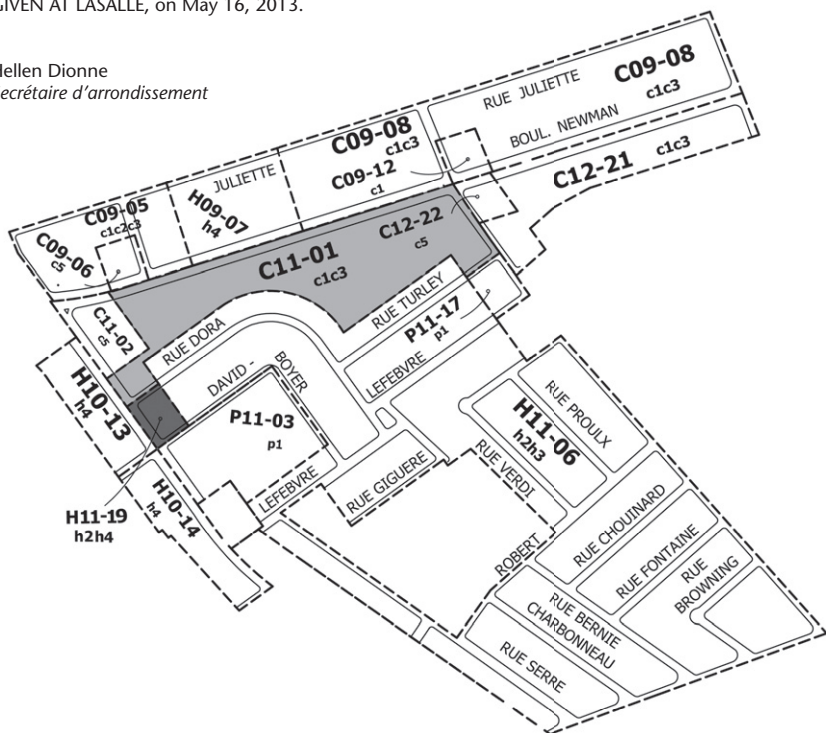 GIVEN AT LASALLE, on May 16, 2013.
Hellen Dionne
ecrétaire d'arrondissement
RUE JULIETTE
C09-08
c1c3
BOUL. NEWMAN
C09-08
c1c3
C09-12
c1
C12-21
c1c3
JULIETTE
H09-07
h4
C09-05
c1c2c3
C09-06
c5
C12-22
c5
C11-01
c1c3
C11-02
c5
RUE DORA
RUE TURLEY
P11-17
p1
LEFEBVRE
DAVID -
BOYER
H10-13
h4
P11-03
p1
RUE PROULX
H11-06
h2h3
RUE VERDI
H11-19
h2h4
H10-14
h4
LEFEBVRE
RUE GIGUERE
RUE CHOUINARD
ROBERT
RUE FONTAINE
RUE
BROWNING
RUE BERNIE
CHARBONNEAU
RUE SERRE